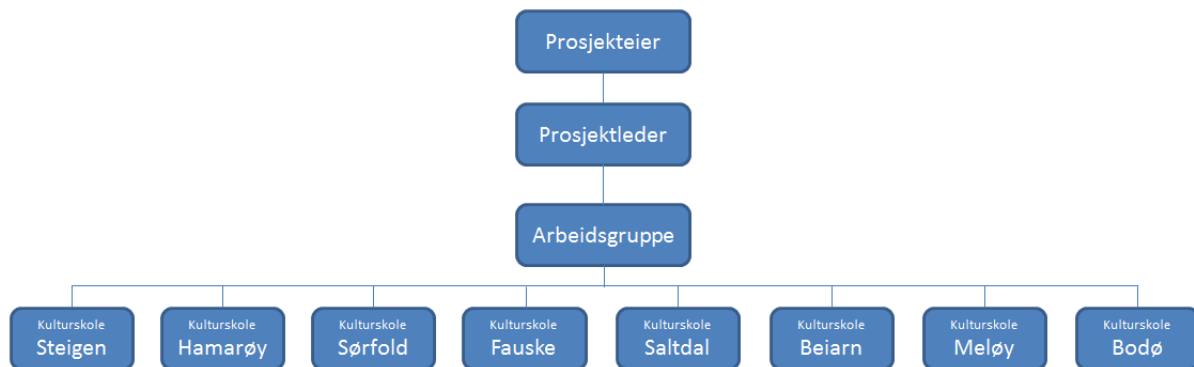 Prosjekteier
Prosjektleder
Arbeidsgruppe
Kulturskole
Steigen
Kulturskole
Hamarøy
Kulturskole
Sørfold
Kulturskole
Fauske
Kulturskole
Saltdal
Kulturskole
Beiarn
Kulturskole
Meløy
Kulturskole
Bodø